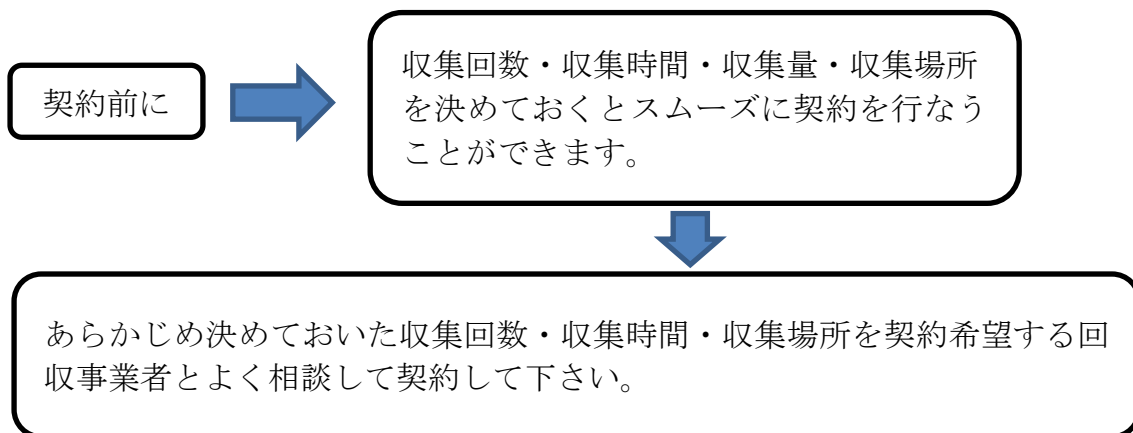 契約前に
収集回数・収集時間・収集量・収集場所
を決めておくとスムーズに契約を行なう
ことができます。
あらかじめ決めておいた収集回数・収集時間・収集場所を契約希望する回
収事業者とよく相談して契約して下さい。